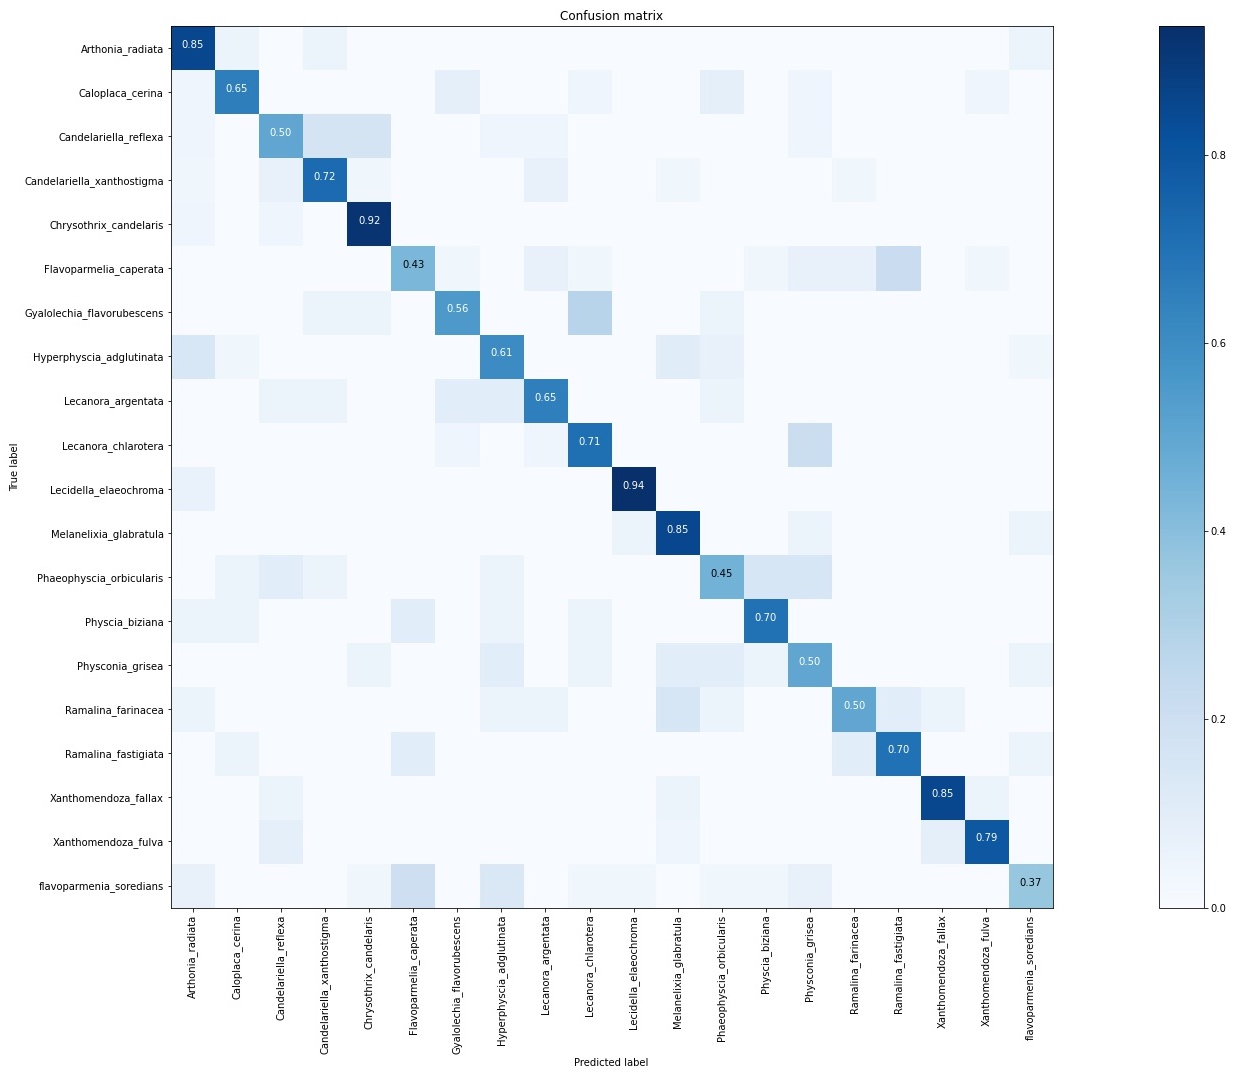 Confusion matrix
Arthonia_radiata 0.85
Caloplaca_cerina 0.65
Candelariella_reflexa 0.50
Candelariella_xanthostigma 0.72
Chrysothrix_candelaris 0.92
Flavoparmelia_caperata 0.43
Gyalolechia_flavorubescens 0.56
Hyperphyscia_adglutinata 0.61
Lecanora_argentata 0.65
Lecanora_chlarotera 0.71
Lecidella_elaeochroma 0.94
Melanelixia_glabratula 0.85
Phaeophyscia_orbicularis 0.45
Physcia_biziana 0.70
Physconia_grisea 0.50
Ramalina_farinacea 0.50
Ramalina_fastigiata 0.70
Xanthomendoza_fallax 0.85
Xanthomendoza_fulva 0.79
flavoparmenia_soredians 0.37
True label
Arthonia_radiata
Caloplaca_cerina
Candelariella_reflexa
Candelariella_xanthostigma
Chrysothrix_candelaris
Flavoparmelia_caperata
Gyalolechia_flavorubescens
Hyperphyscia_adglutinata
Lecanora_argentata
Lecanora_chlarotera
Lecidella_elaeochroma
Melanelixia_glabratula
Phaeophyscia_orbicularis
Physcia_biziana
Physconia_grisea
Ramalina_farinacea
Ramalina_fastigiata
Xanthomendoza_fallax
Xanthomendoza_fulva
flavoparmenia_soredians
Predicted label
0.8
0.6
0.4
0.2
0.0